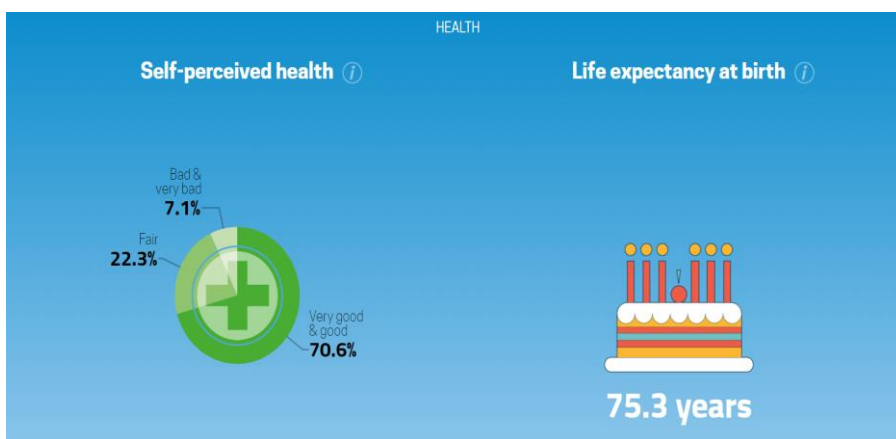 HEALTH
Self-perceived health i
Bad &
very bad
7.1%
Fair
22.3%
Very good
& good
70.6%
Life expectancy at birth i
75.3 years